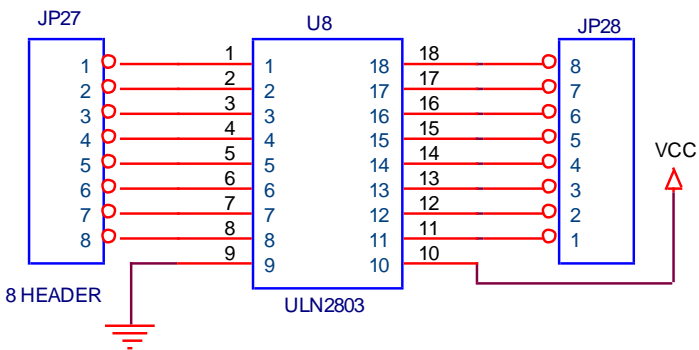 JP27 U8 JP28
1 1 1 18 18 8
2 2 2 17 17 7
3 3 3 16 16 6
4 4 4 15 15 5
5 5 5 14 14 4
6 6 6 13 13 3
7 7 7 12 12 2
8 8 8 11 11 1
9 9 10 10
VCC
8 HEADER
ULN2803